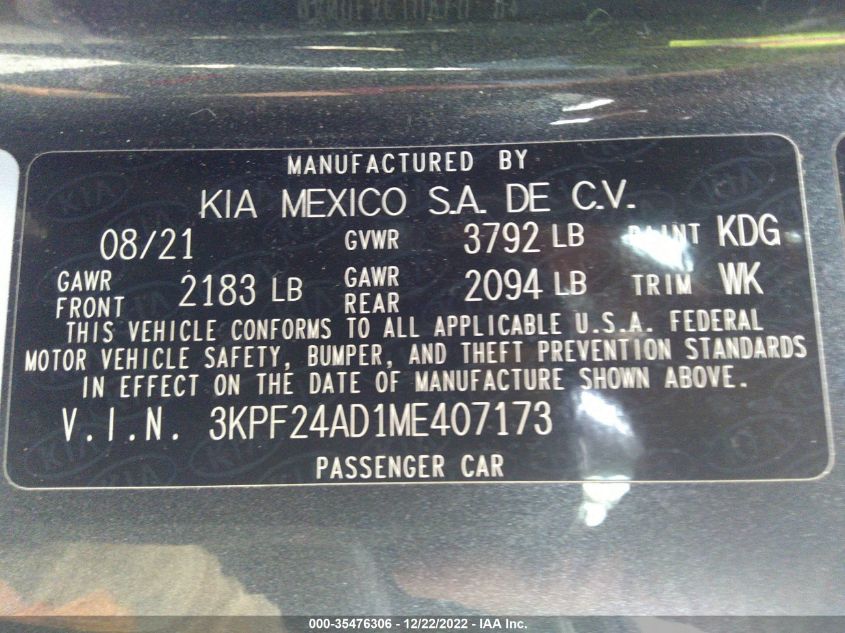 MANUFACTURED BY
KIA MEXICO S.A. DE C.V.
08/21 GVWR 3792 LB PAINT KDG
GAWR FRONT 2183 LB GAWR REAR 2094 LB TRIM WK
THIS VEHICLE CONFORMS TO ALL APPLICABLE U.S.A. FEDERAL
MOTOR VEHICLE SAFETY, BUMPER, AND THEFT PREVENTION STANDARDS
IN EFFECT ON THE DATE OF MANUFACTURE SHOWN ABOVE.
V.I.N. 3KPF24AD1ME407173
PASSENGER CAR
000-35476306 - 12/22/2022 - IAA Inc.